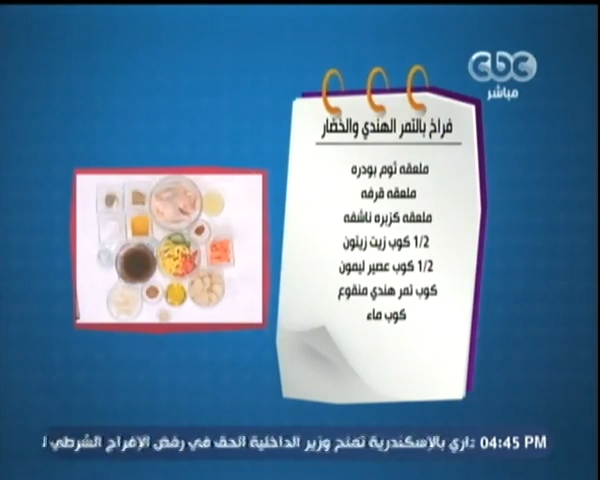 cbc
مباشر
فراخ بالتمر الهندي والخضار
ملعقه ثوم بودره
ملعقه قرفه
ملعقه كزبره ناشفه
1/2 كوب زيت زيتون
1/2 كوب عصير ليمون
كوب تمر هندي منقوع
كوب ماء
04:45 PM داري بالإسكندرية تمنح وزير الداخلية الحق في رفض الإفراج الشرطي